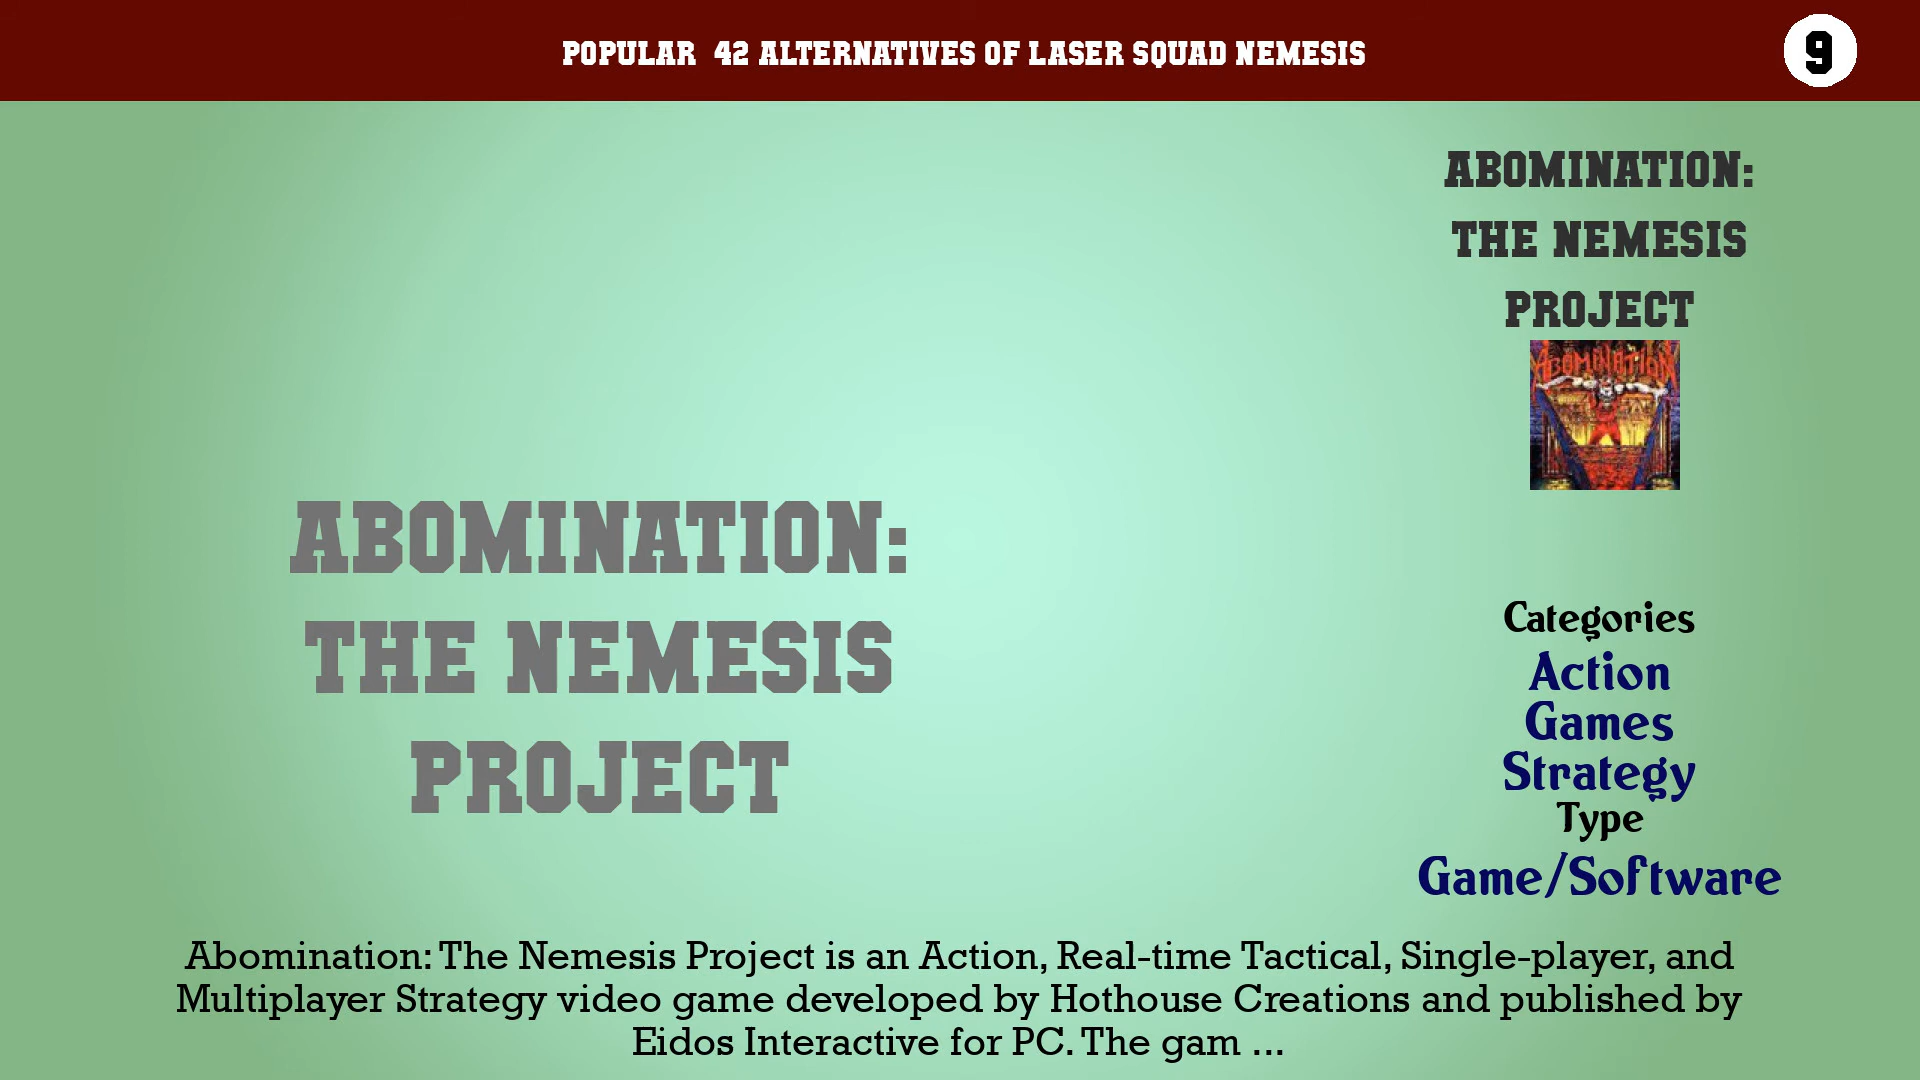 POPULAR 42 ALTERNATIVES OF LASER SQUAD NEMESIS
9
ABOMINATION:
THE NEMESIS
PROJECT
ABOMINATION
ABOMINATION:
THE NEMESIS
PROJECT
Categories
Action
Games
Strategy
Type
Game/Software
Abomination: The Nemesis Project is an Action, Real-time Tactical, Single-player, and
Multiplayer Strategy video game developed by Hothouse Creations and published by
Eidos Interactive for PC. The gam ...